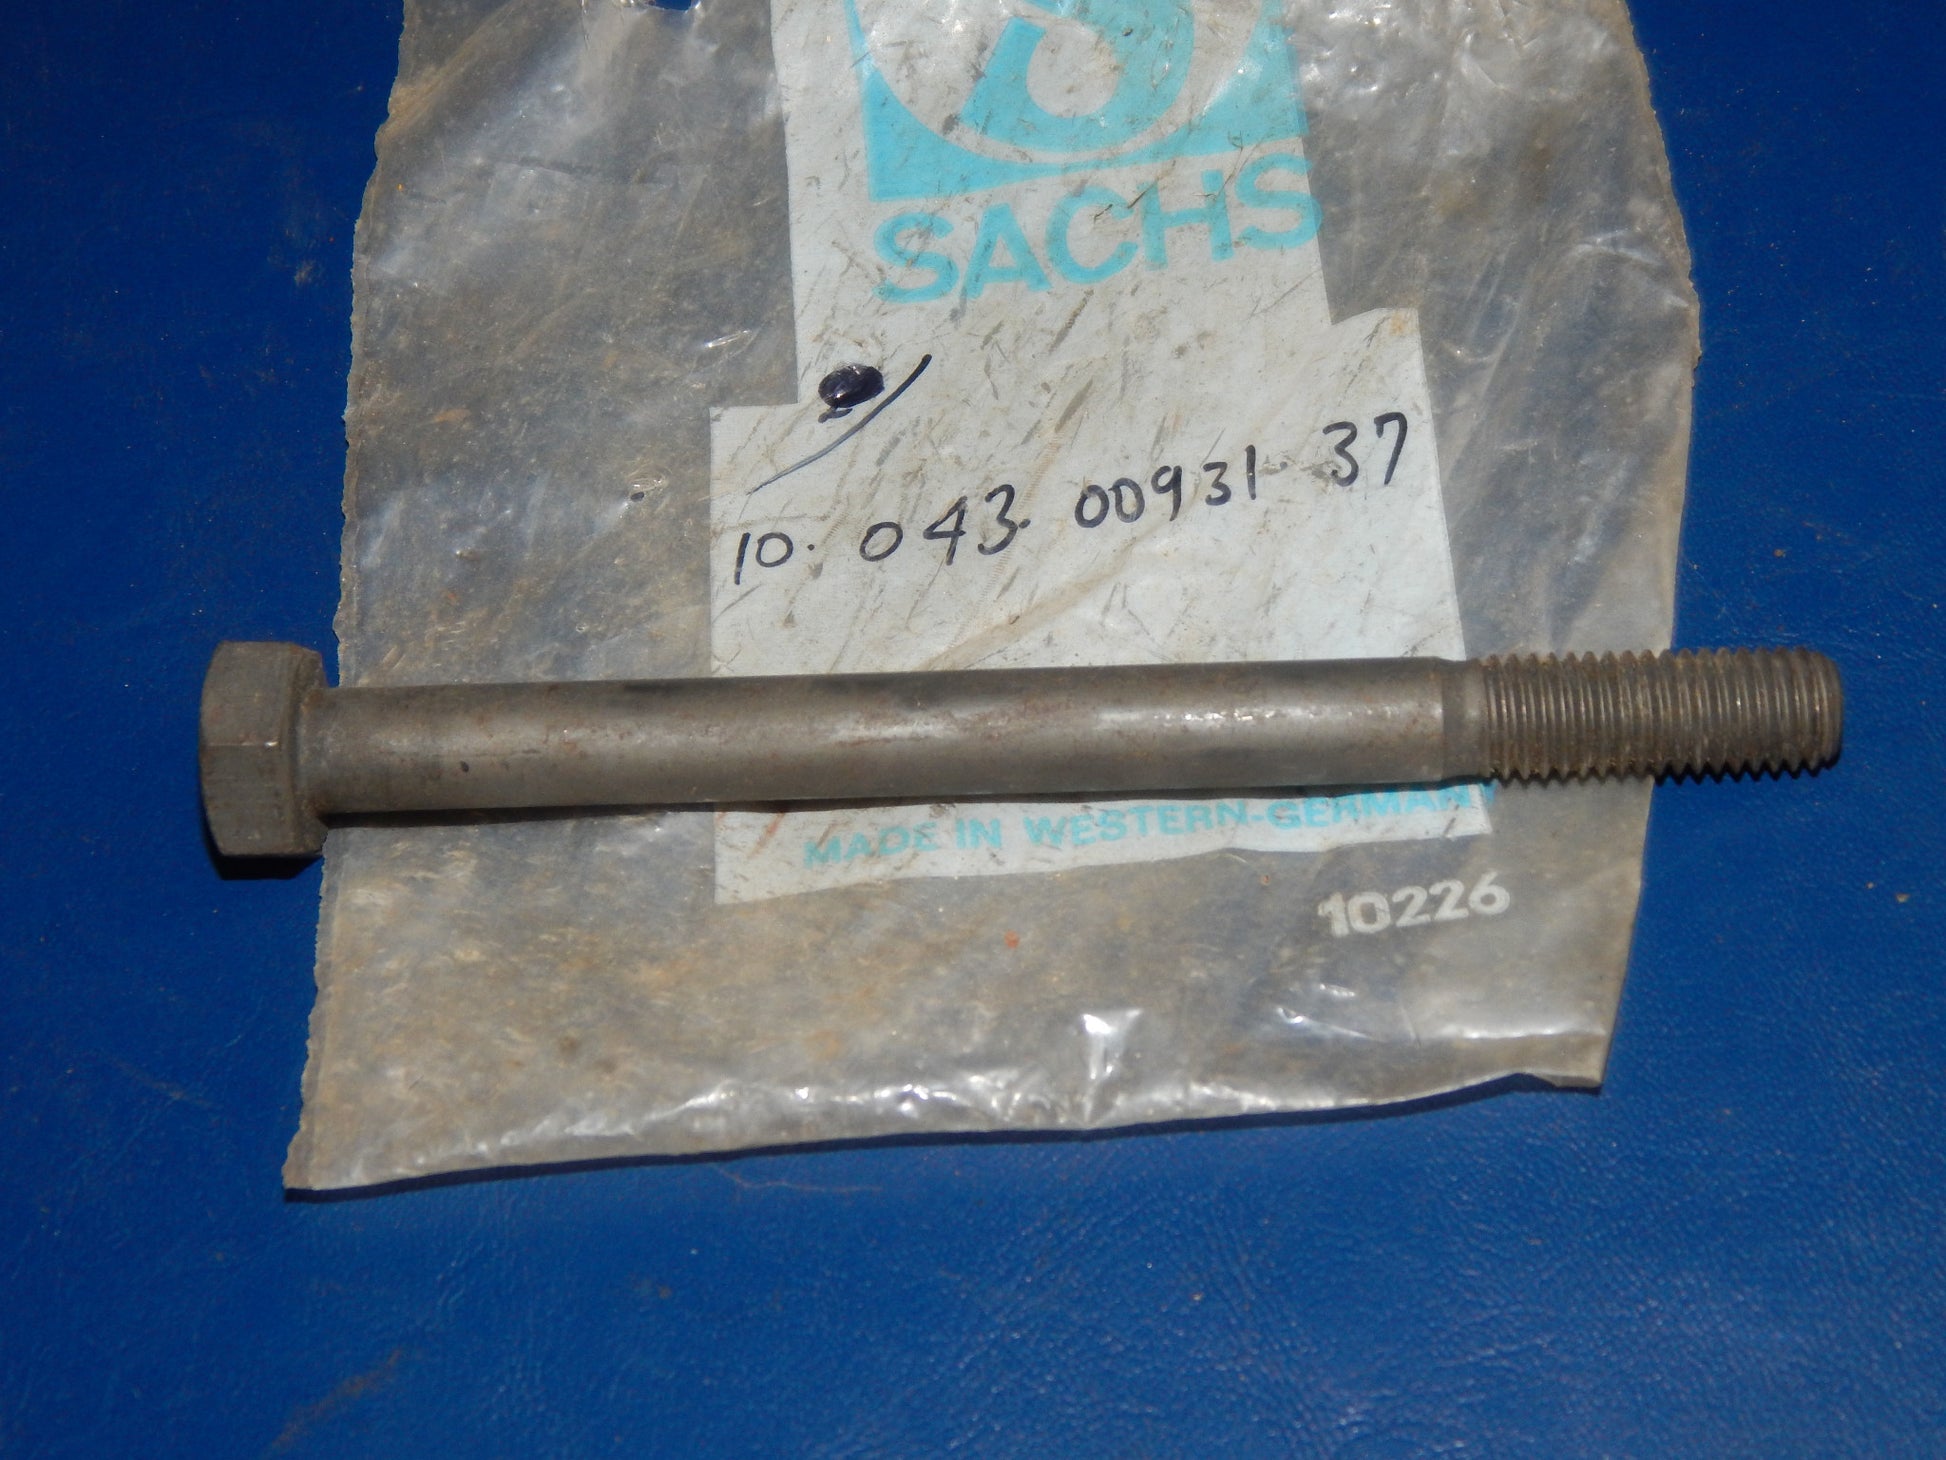 S
SACHS
10. 043. 00931 37
MADE IN WESTERN-GERMANY
10226